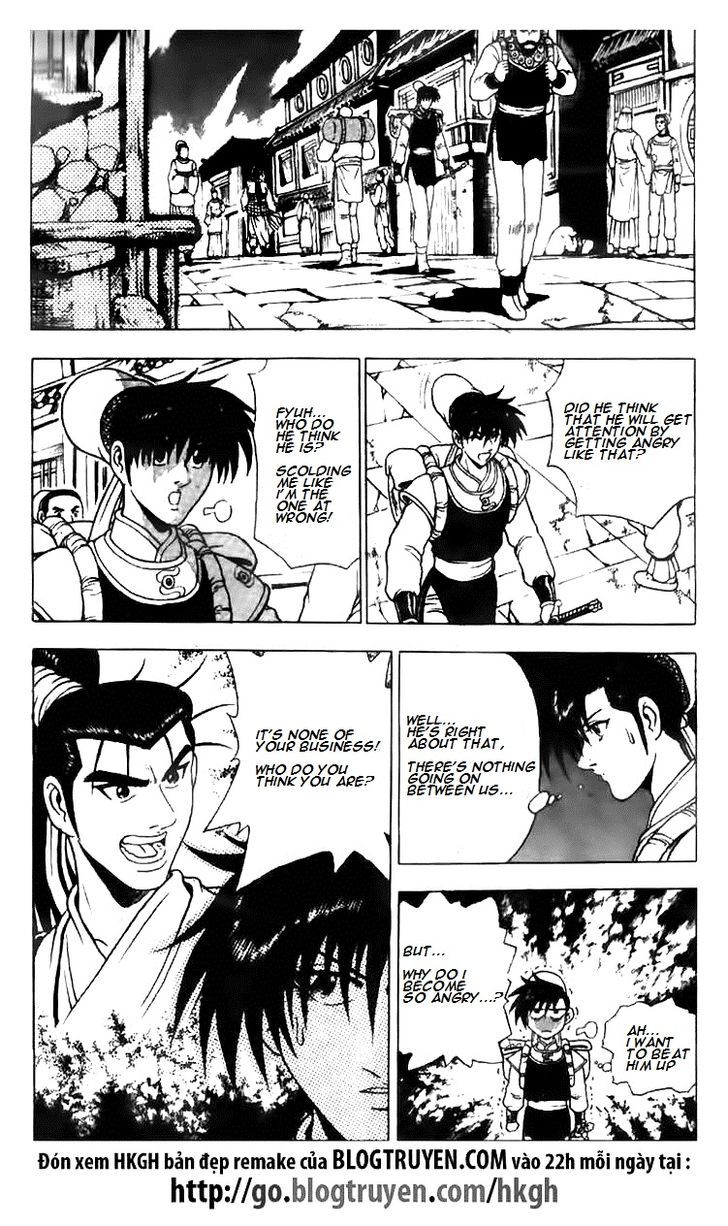 FYUH...
WHO DO
HE THINK
HE IS?
SCOLDING
ME LIKE
I'M THE
ONE AT
WRONG!
DID HE THINK
THAT HE WILL GET
ATTENTION BY
GETTING ANGRY
LIKE THAT?
IT'S NONE OF
YOUR BUSINESS!
WHO DO YOU
THINK YOU ARE?
WELL...
HE'S RIGHT
ABOUT THAT,
THERE'S NOTHING
GOING ON
BETWEEN US...
BUT...
WHY DO I
BECOME
SO ANGRY...?
AH...
I WANT
TO BEAT
HIM UP
Đón xem HKGH bản đẹp remake của BLOGTRUYEN.COM vào 22h mỗi ngày tại :
http://go.blogtruyen.com/hkgh